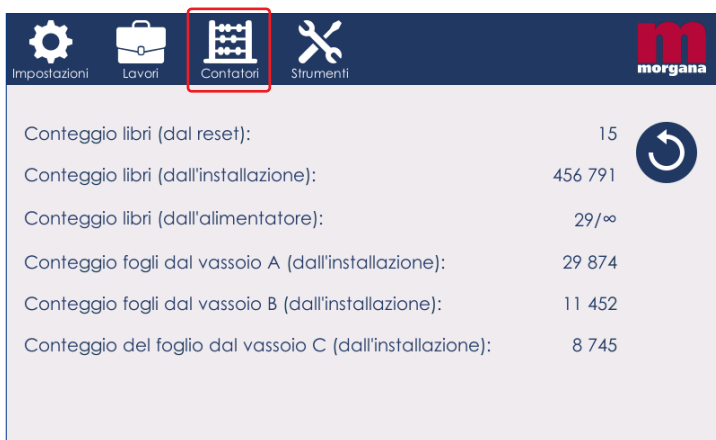 Impostazioni Lavori Contatori Strumenti morgana
Conteggio libri (dal reset): 15
Conteggio libri (dall'installazione): 456 791
Conteggio libri (dall'alimentatore): 29/∞
Conteggio fogli dal vassoio A (dall'installazione): 29 874
Conteggio fogli dal vassoio B (dall'installazione): 11 452
Conteggio del foglio dal vassoio C (dall'installazione): 8 745